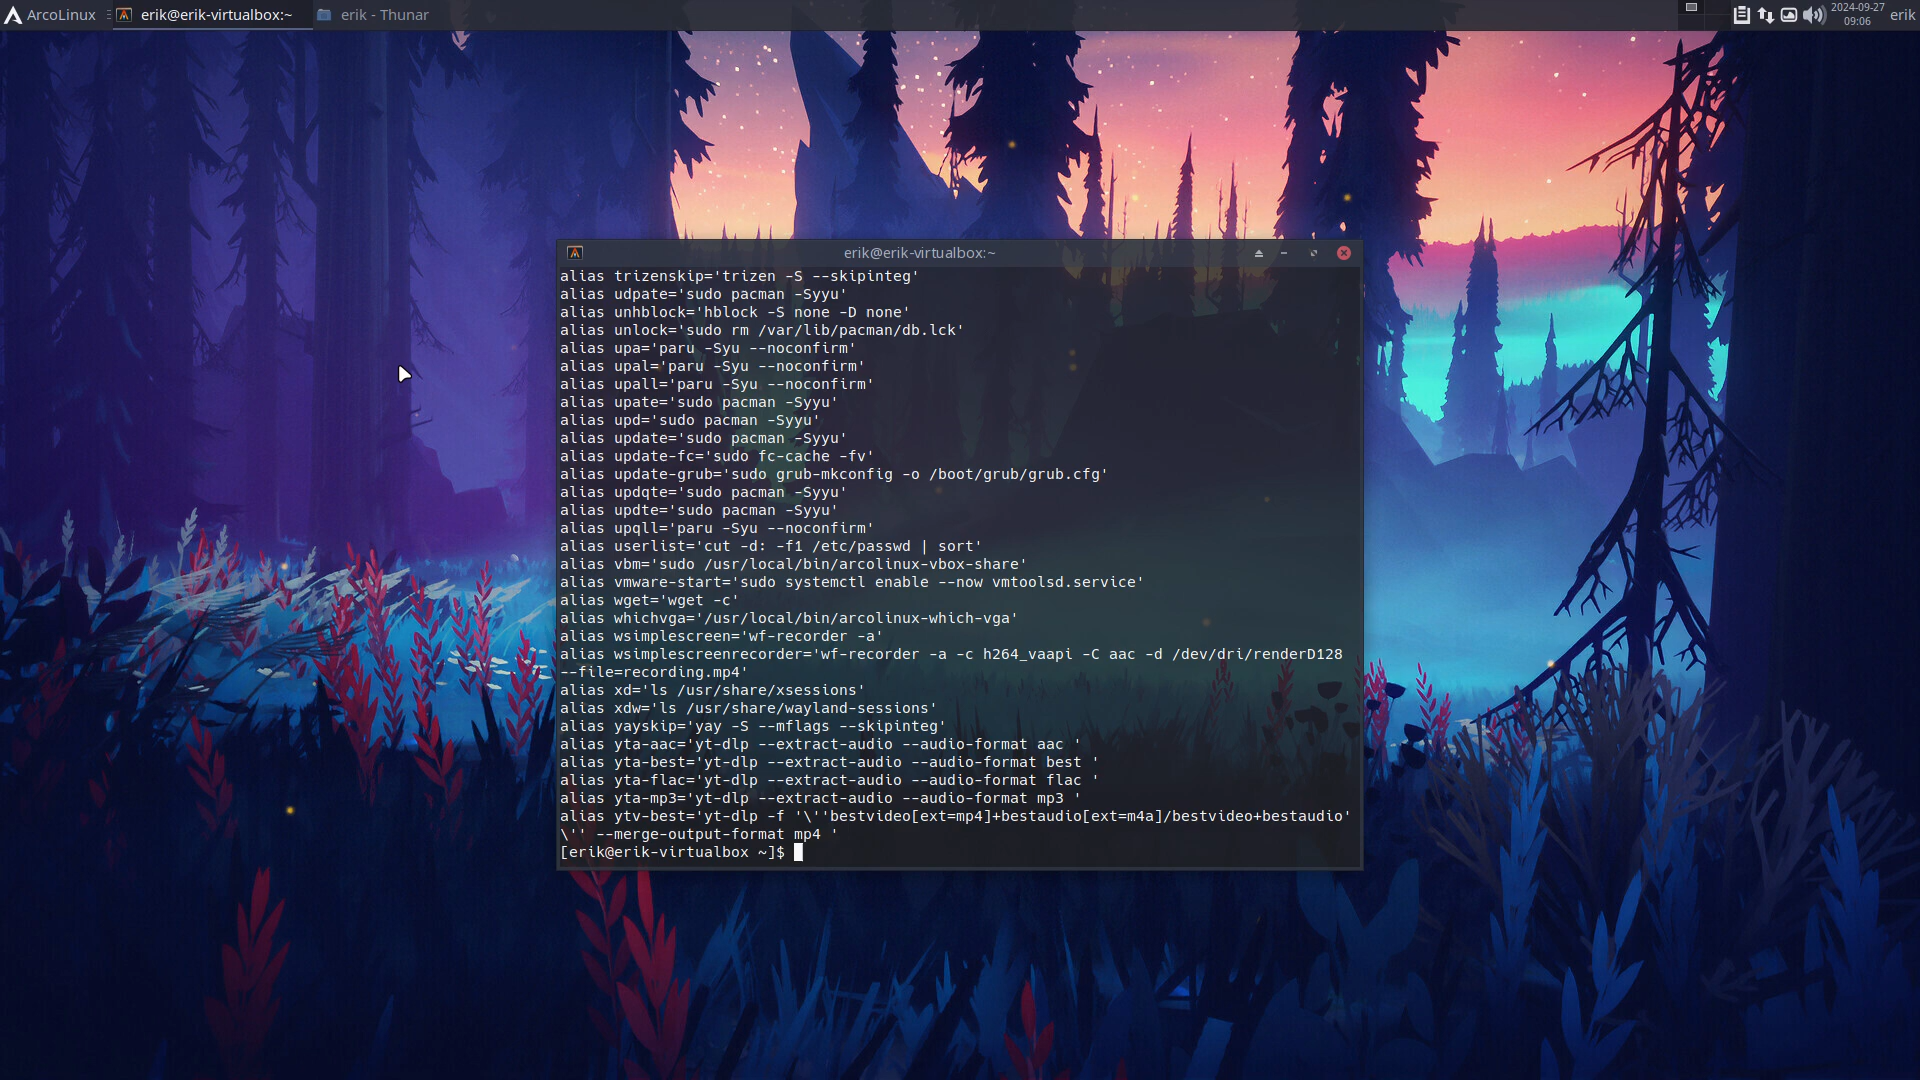 ArcoLinux
erik@erik-virtualbox:~
erik - Thunar
2024-09-27
09:06
erik
erik@erik-virtualbox:~
alias trizenskip='trizen -S --skipinteg'
alias udpate='sudo pacman -Syyu'
alias unhblock='hblock -S none -D none'
alias unlock='sudo rm /var/lib/pacman/db.lck'
alias upa='paru -Syu --noconfirm'
alias upal='paru -Syu --noconfirm'
alias upall='paru -Syu --noconfirm'
alias upate='sudo pacman -Syyu'
alias upd='sudo pacman -Syyu'
alias update='sudo pacman -Syyu'
alias update-fc='sudo fc-cache -fv'
alias update-grub='sudo grub-mkconfig -o /boot/grub/grub.cfg'
alias updqte='sudo pacman -Syyu'
alias updte='sudo pacman -Syyu'
alias upqll='paru -Syu --noconfirm'
alias userlist='cut -d: -f1 /etc/passwd | sort'
alias vbm='sudo /usr/local/bin/arcolinux-vbox-share'
alias vmware-start='sudo systemctl enable --now vmtoolsd.service'
alias wget='wget -c'
alias whichvga='/usr/local/bin/arcolinux-which-vga'
alias wsimplescreen='wf-recorder -a'
alias wsimplescreenrecorder='wf-recorder -a -c h264_vaapi -C aac -d /dev/dri/renderD128
--file=recording.mp4'
alias xd='ls /usr/share/xsessions'
alias xdw='ls /usr/share/wayland-sessions'
alias yayskip='yay -S --mflags --skipinteg'
alias yta-aac='yt-dlp --extract-audio --audio-format aac '
alias yta-best='yt-dlp --extract-audio --audio-format best '
alias yta-flac='yt-dlp --extract-audio --audio-format flac '
alias yta-mp3='yt-dlp --extract-audio --audio-format mp3 '
alias ytv-best='yt-dlp -f '\''bestvideo[ext=mp4]+bestaudio[ext=m4a]/bestvideo+bestaudio'
\'' --merge-output-format mp4 '
[erik@erik-virtualbox ~]$